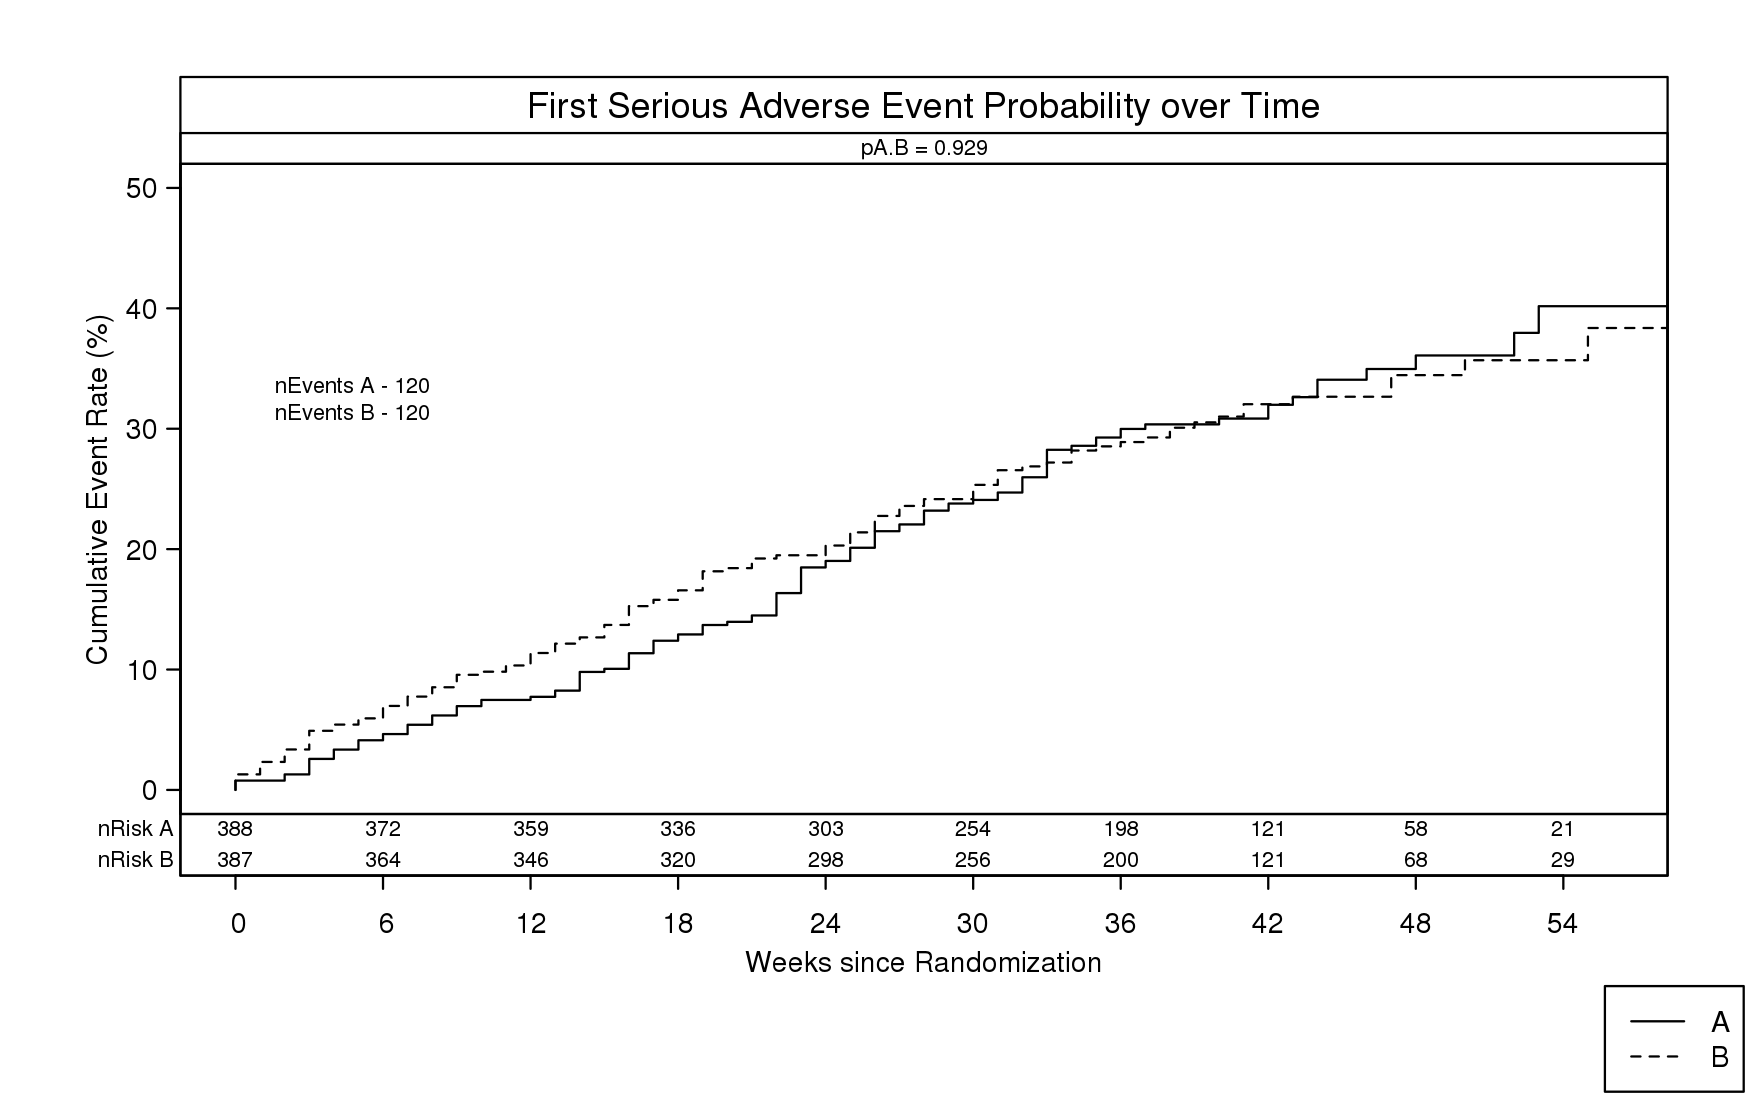 First Serious Adverse Event Probability over Time
pA.B = 0.929
Cumulative Event Rate (%)
50
40
30
20
10
0
nEvents A - 120
nEvents B - 120
nRisk A 388 372 359 336 303 254 198 121 58 21
nRisk B 387 364 346 320 298 256 200 121 68 29
0 6 12 18 24 30 36 42 48 54
Weeks since Randomization
A
B